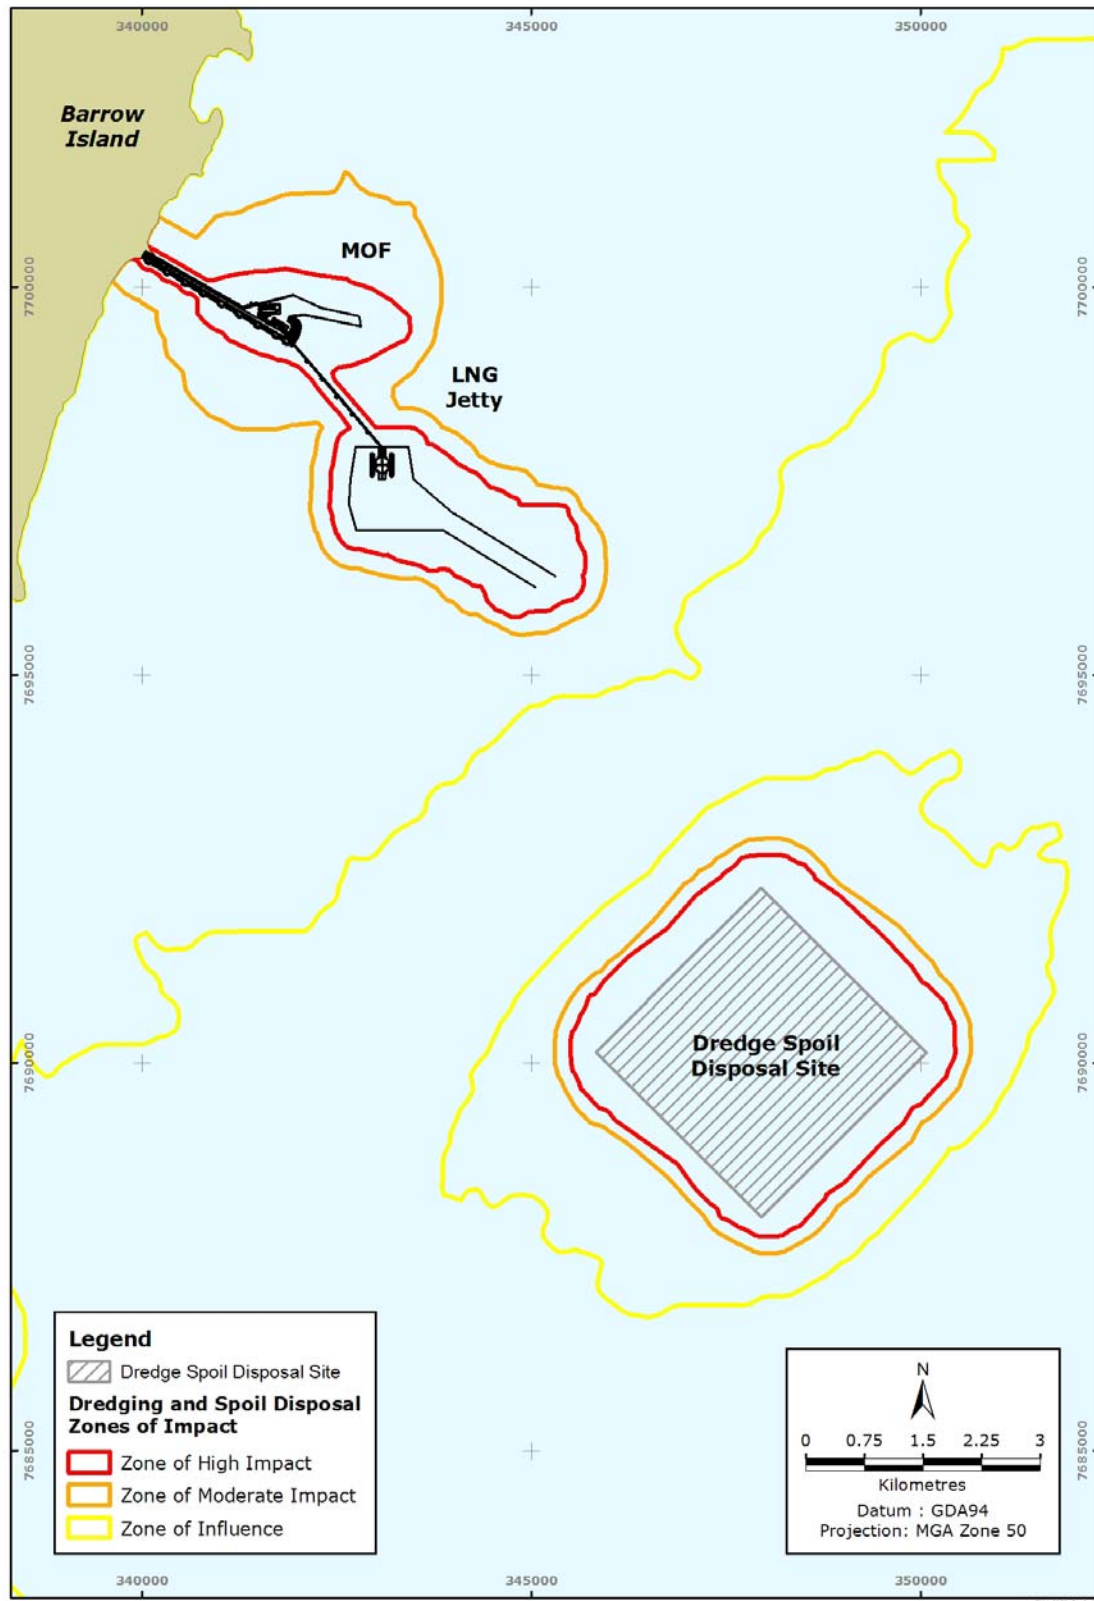 340000
345000
350000
Barrow
Island
MOF
7700000
7700000
LNG
Jetty
7695000
7695000
Dredge Spoil
Disposal Site
7690000
7690000
Legend
Dredge Spoil Disposal Site
Dredging and Spoil Disposal
Zones of Impact
Zone of High Impact
Zone of Moderate Impact
Zone of Influence
N
0 0.75 1.5 2.25 3
Kilometres
Datum : GDA94
Projection: MGA Zone 50
7685000
7685000
340000
345000
350000